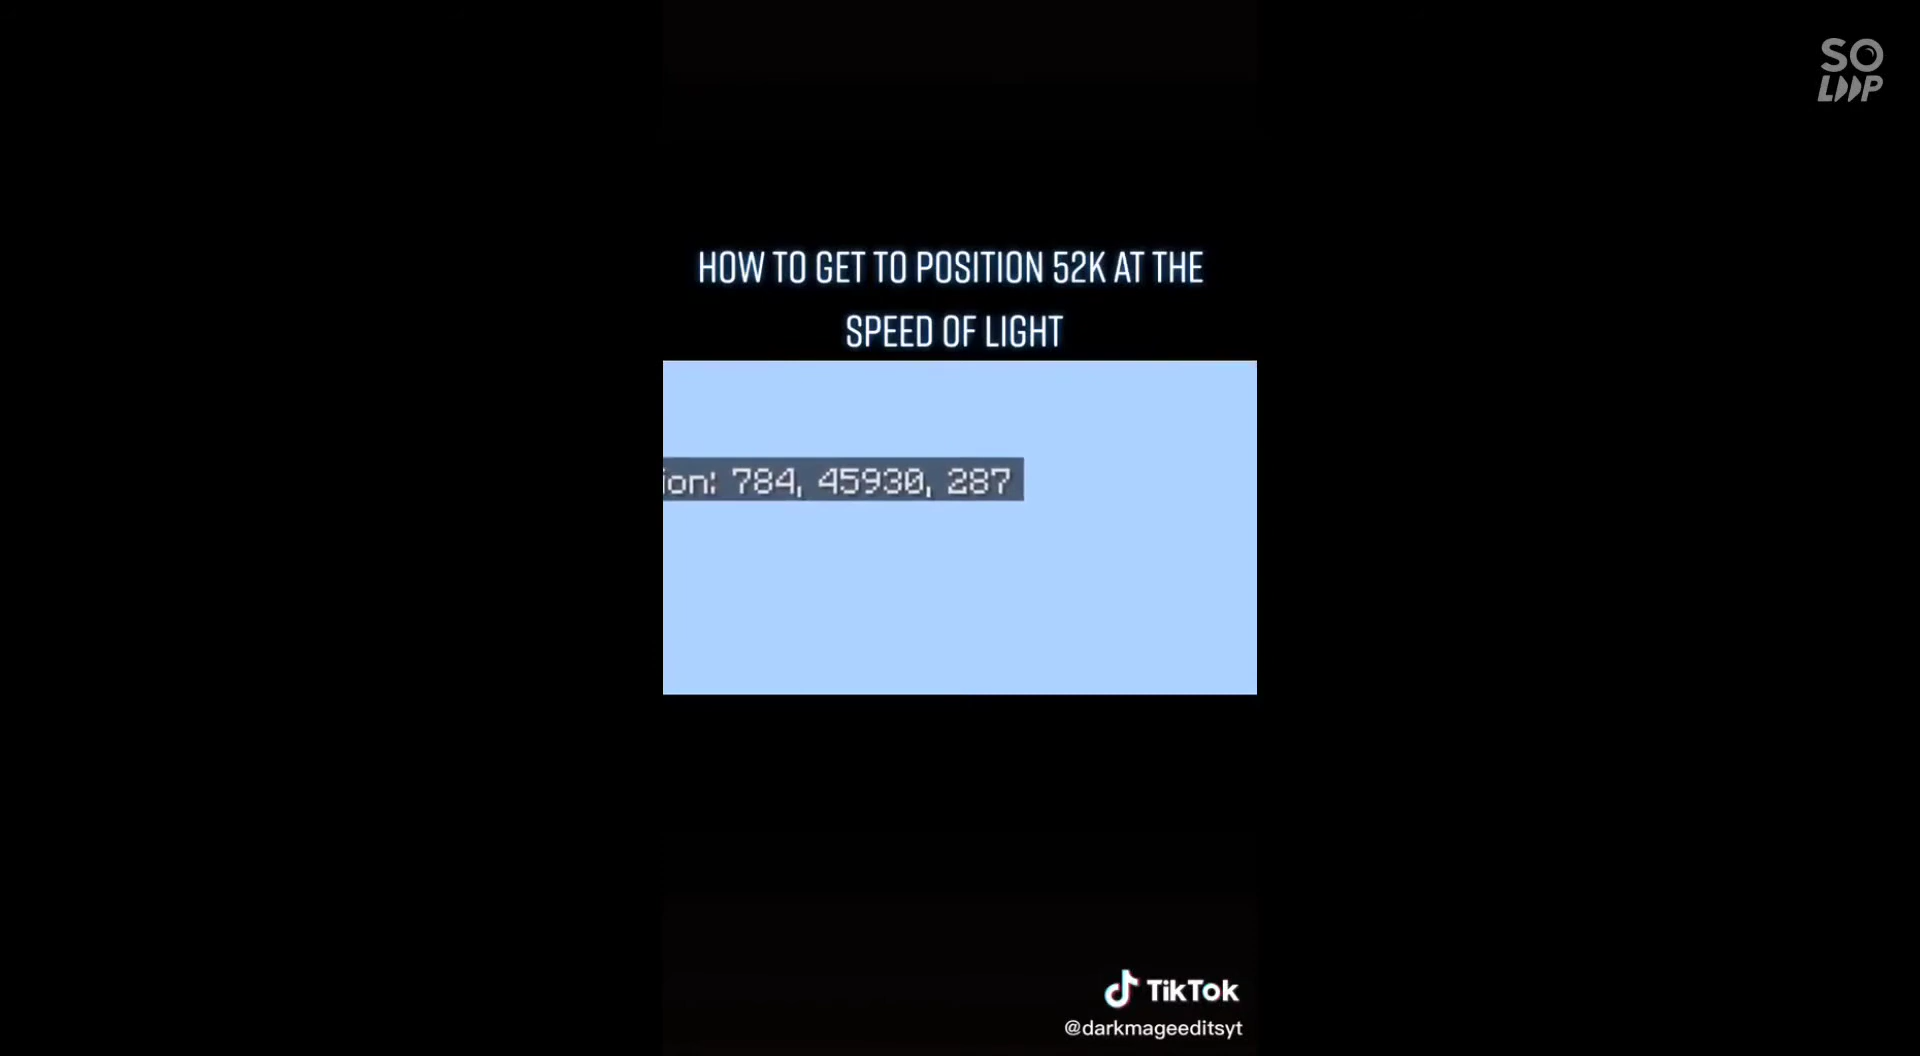 SO
LOOP
HOW TO GET TO POSITION 52K AT THE
SPEED OF LIGHT
ion: 784, 45930, 287
TikTok
@darkmageeditsyt